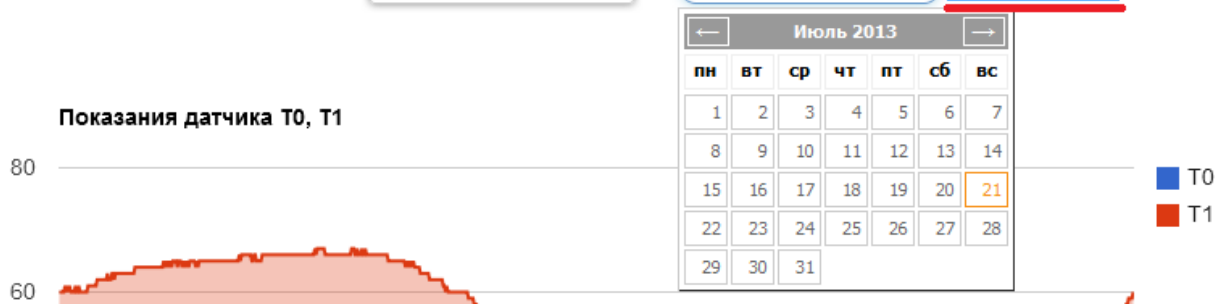 ← Июль 2013 →
пн вт ср чт пт сб вс
1 2 3 4 5 6 7
8 9 10 11 12 13 14
15 16 17 18 19 20 21
22 23 24 25 26 27 28
29 30 31
Показания датчика T0, T1
80
60
T0
T1